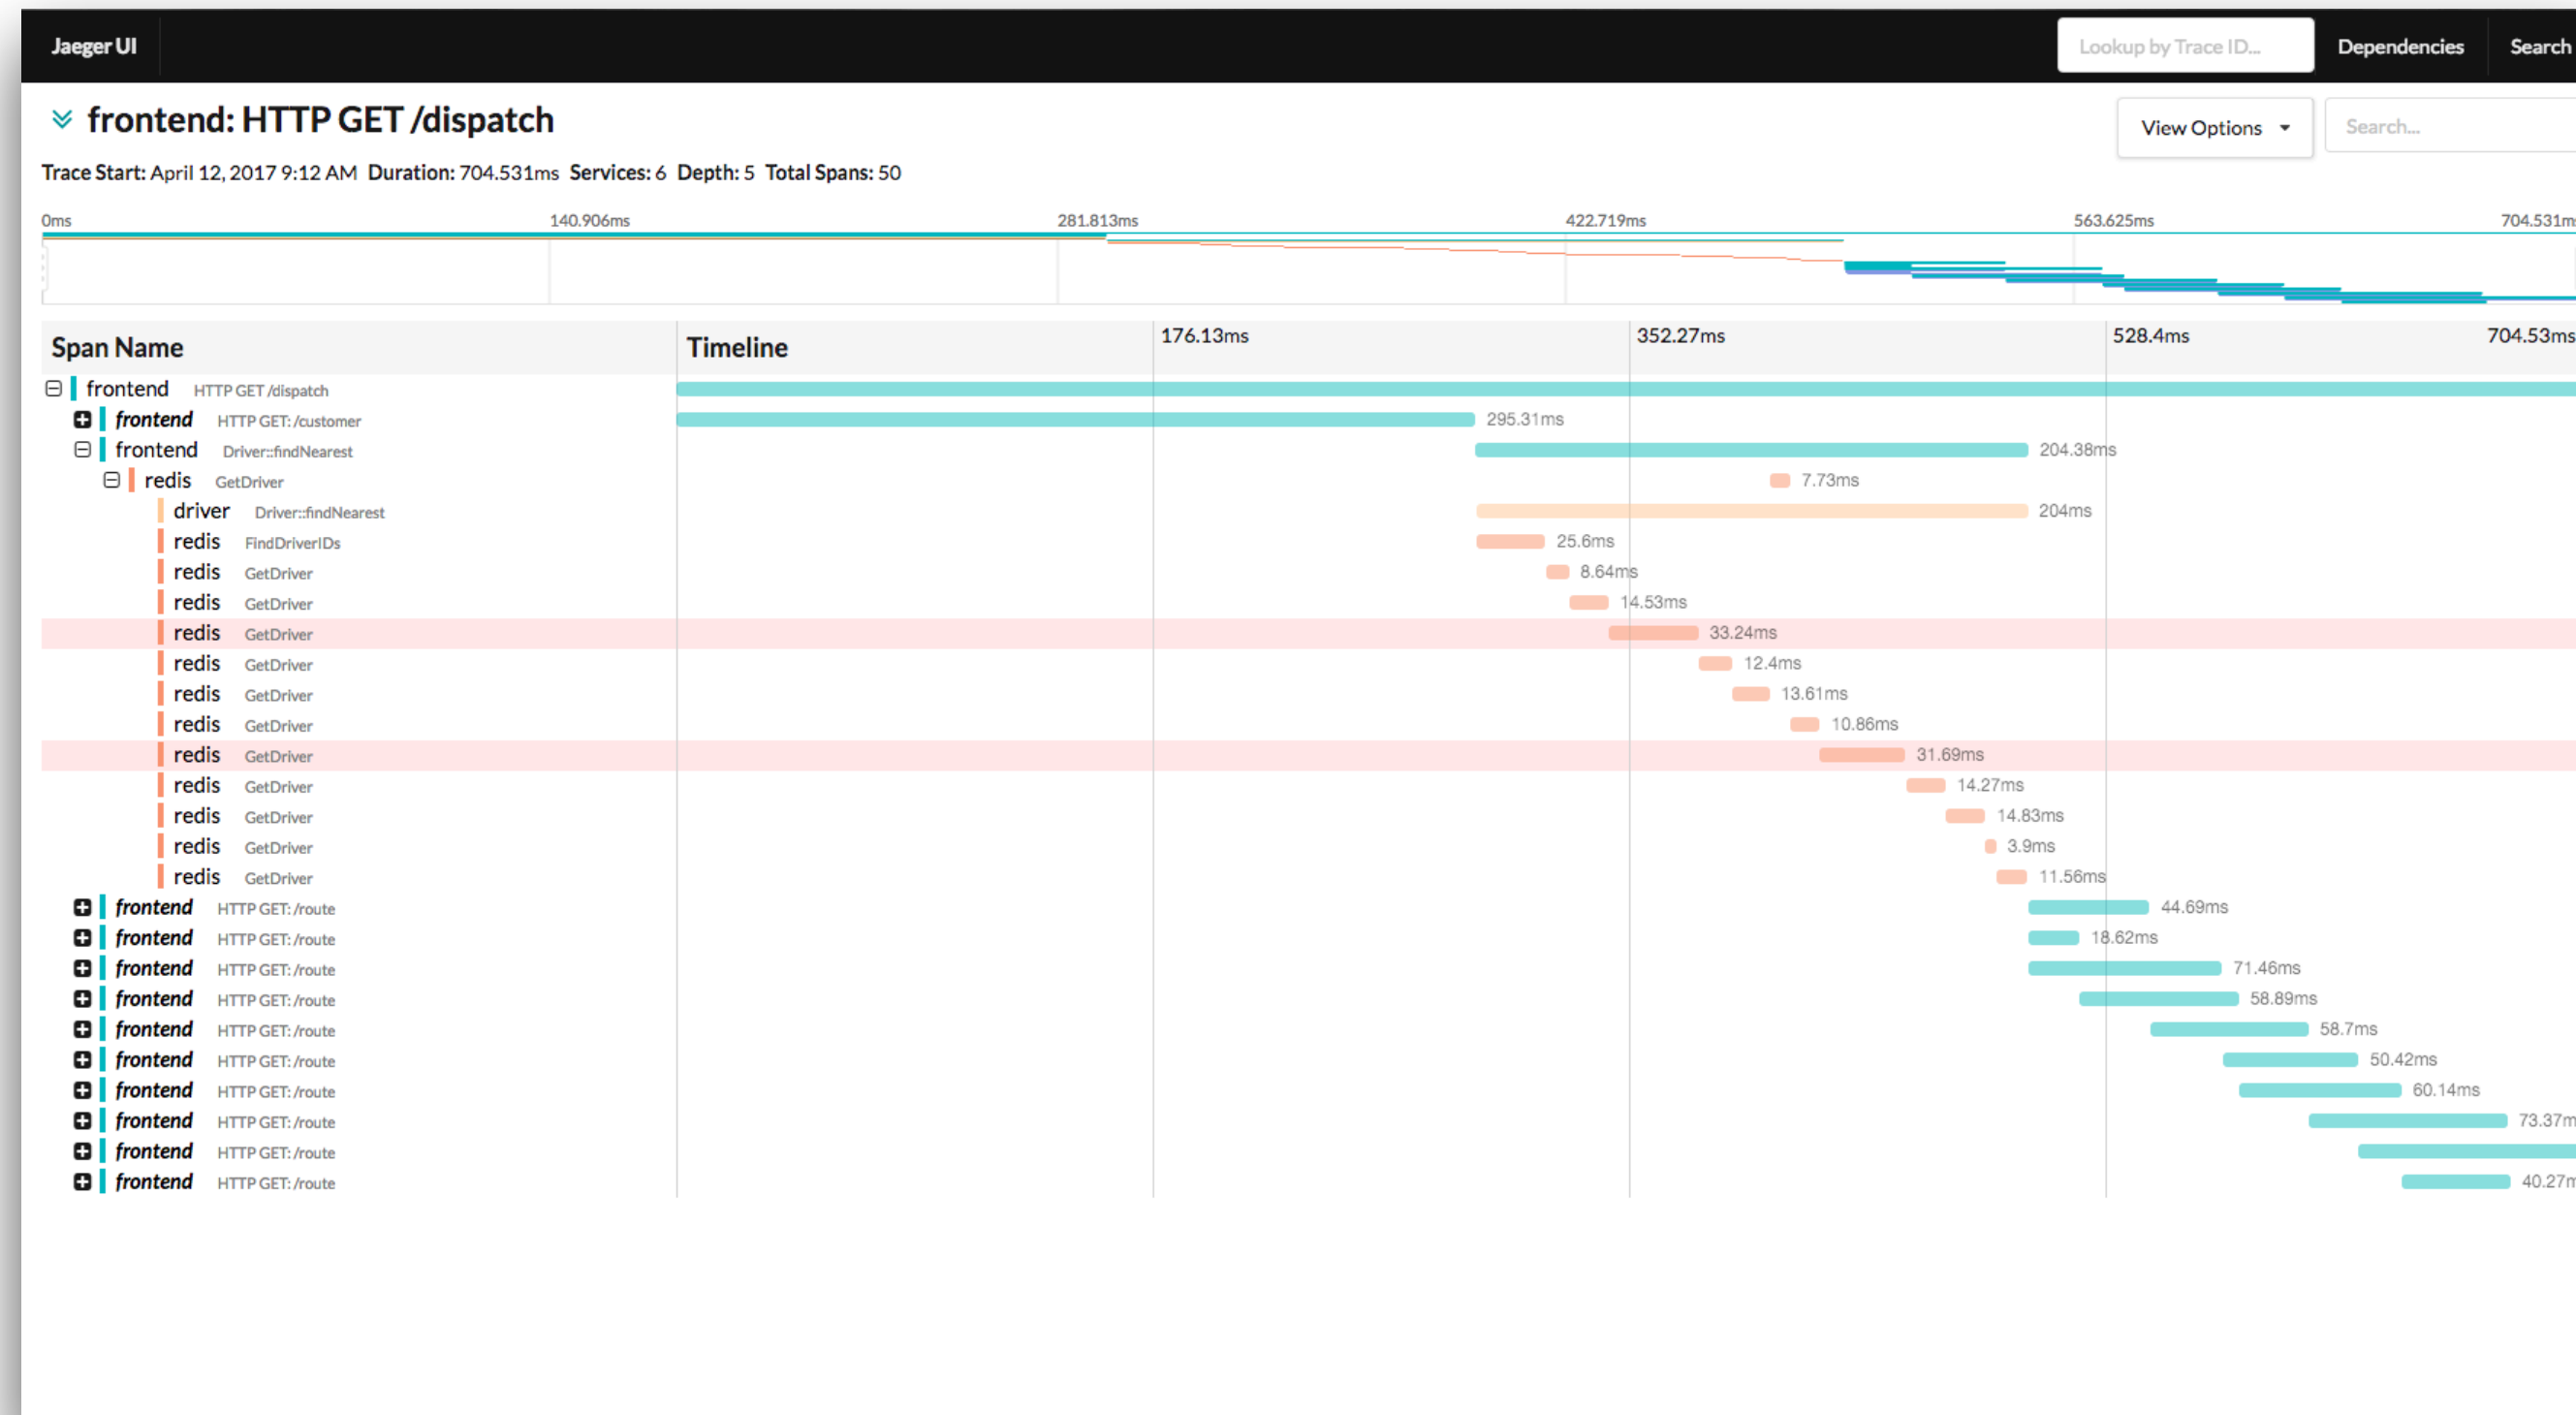 Jaeger UI
Lookup by Trace ID... Dependencies Search
frontend: HTTP GET /dispatch
View Options Search...
Trace Start: April 12, 2017 9:12 AM Duration: 704.531ms Services: 6 Depth: 5 Total Spans: 50
0ms 140.906ms 281.813ms 422.719ms 563.625ms 704.531ms
Span Name Timeline 176.13ms 352.27ms 528.4ms 704.53ms
frontend HTTP GET /dispatch
frontend HTTP GET: /customer 295.31ms
frontend Driver::findNearest 204.38ms
redis GetDriver 7.73ms
driver Driver::findNearest 204ms
redis FindDriverIDs 25.6ms
redis GetDriver 8.64ms
redis GetDriver 14.53ms
redis GetDriver 33.24ms
redis GetDriver 12.4ms
redis GetDriver 13.61ms
redis GetDriver 10.86ms
redis GetDriver 31.69ms
redis GetDriver 14.27ms
redis GetDriver 14.83ms
redis GetDriver 3.9ms
redis GetDriver 11.56ms
frontend HTTP GET: /route 44.69ms
frontend HTTP GET: /route 18.62ms
frontend HTTP GET: /route 71.46ms
frontend HTTP GET: /route 58.89ms
frontend HTTP GET: /route 58.7ms
frontend HTTP GET: /route 50.42ms
frontend HTTP GET: /route 60.14ms
frontend HTTP GET: /route 73.37m
frontend HTTP GET: /route
frontend HTTP GET: /route 40.27m